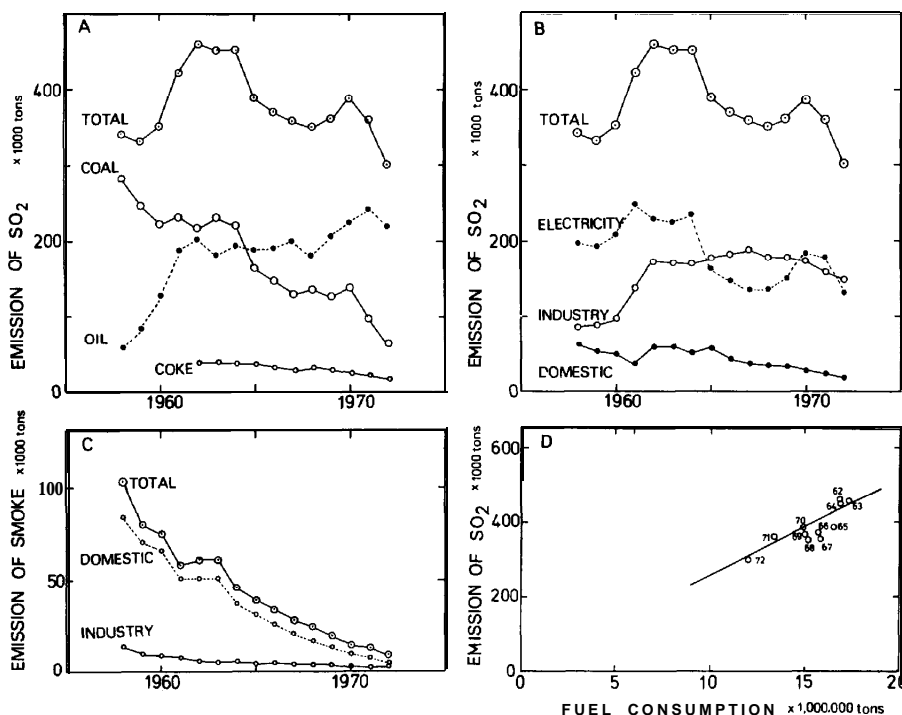 A
EMISSION OF SO2 x 1000 tons
400
200
0
TOTAL
COAL
OIL
COKE
1960
1970
B
EMISSION OF SO2 x 1000 tons
400
200
0
TOTAL
ELECTRICITY
INDUSTRY
DOMESTIC
1960
1970
C
EMISSION OF SMOKE x1000 tons
100
50
0
TOTAL
DOMESTIC
INDUSTRY
1960
1970
D
EMISSION OF SO2 x 1000 tons
600
400
200
0
62
64
63
70
66
65
71
69
68
67
72
0
5
10
15
20
FUEL CONSUMPTION x 1,000.000 tons